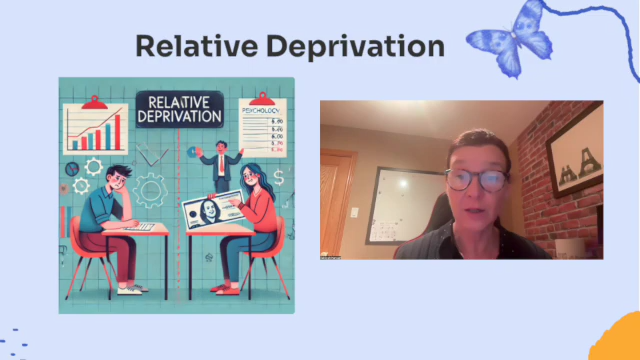 Relative Deprivation
RELATIVE
DEPRIVATION
PSYCHOLOGY
$